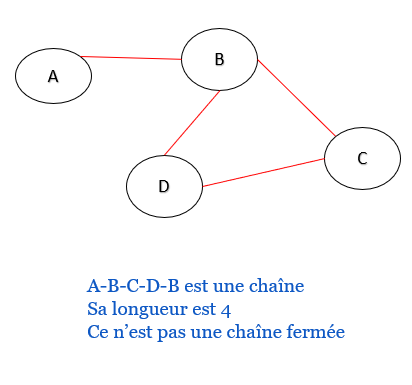 A
B
C
D
A-B-C-D-B est une chaîne
Sa longueur est 4
Ce n’est pas une chaîne fermée